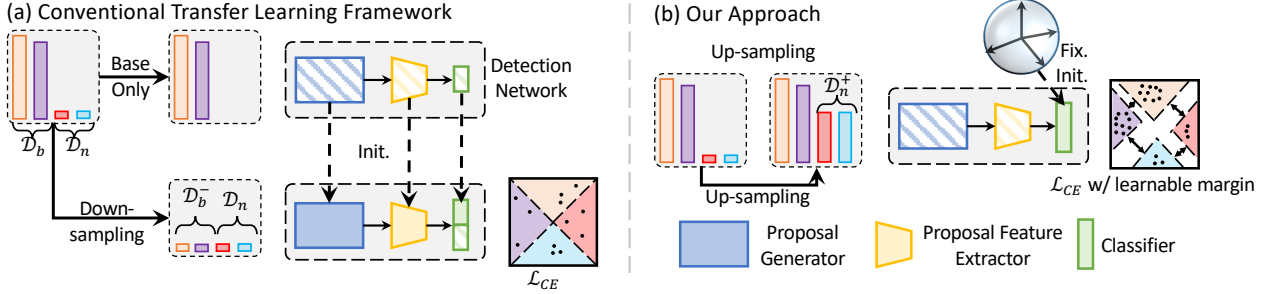 (a) Conventional Transfer Learning Framework
Base
Only
Detection
Network
𝒟_b
𝒟_n
Init.
Down-
sampling
𝒟_b^-
𝒟_n
ℒ_CE
(b) Our Approach
Up-sampling
𝒟_n^+
Up-sampling
Fix.
Init.
ℒ_CE w/ learnable margin
Proposal
Generator
Proposal Feature
Extractor
Classifier